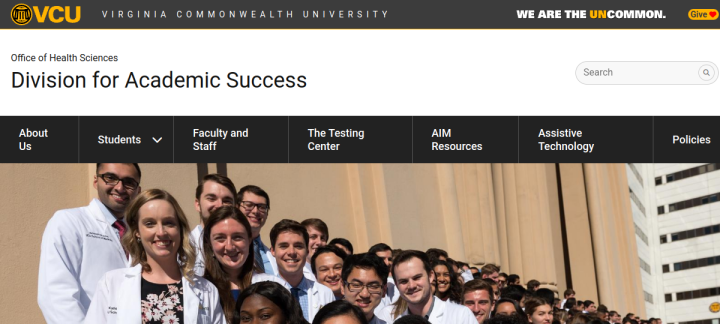 VCU VIRGINIA COMMONWEALTH UNIVERSITY WE ARE THE UNCOMMON. Give
Office of Health Sciences
Division for Academic Success
Search
About Us
Students
Faculty and Staff
The Testing Center
AIM Resources
Assistive Technology
Policies